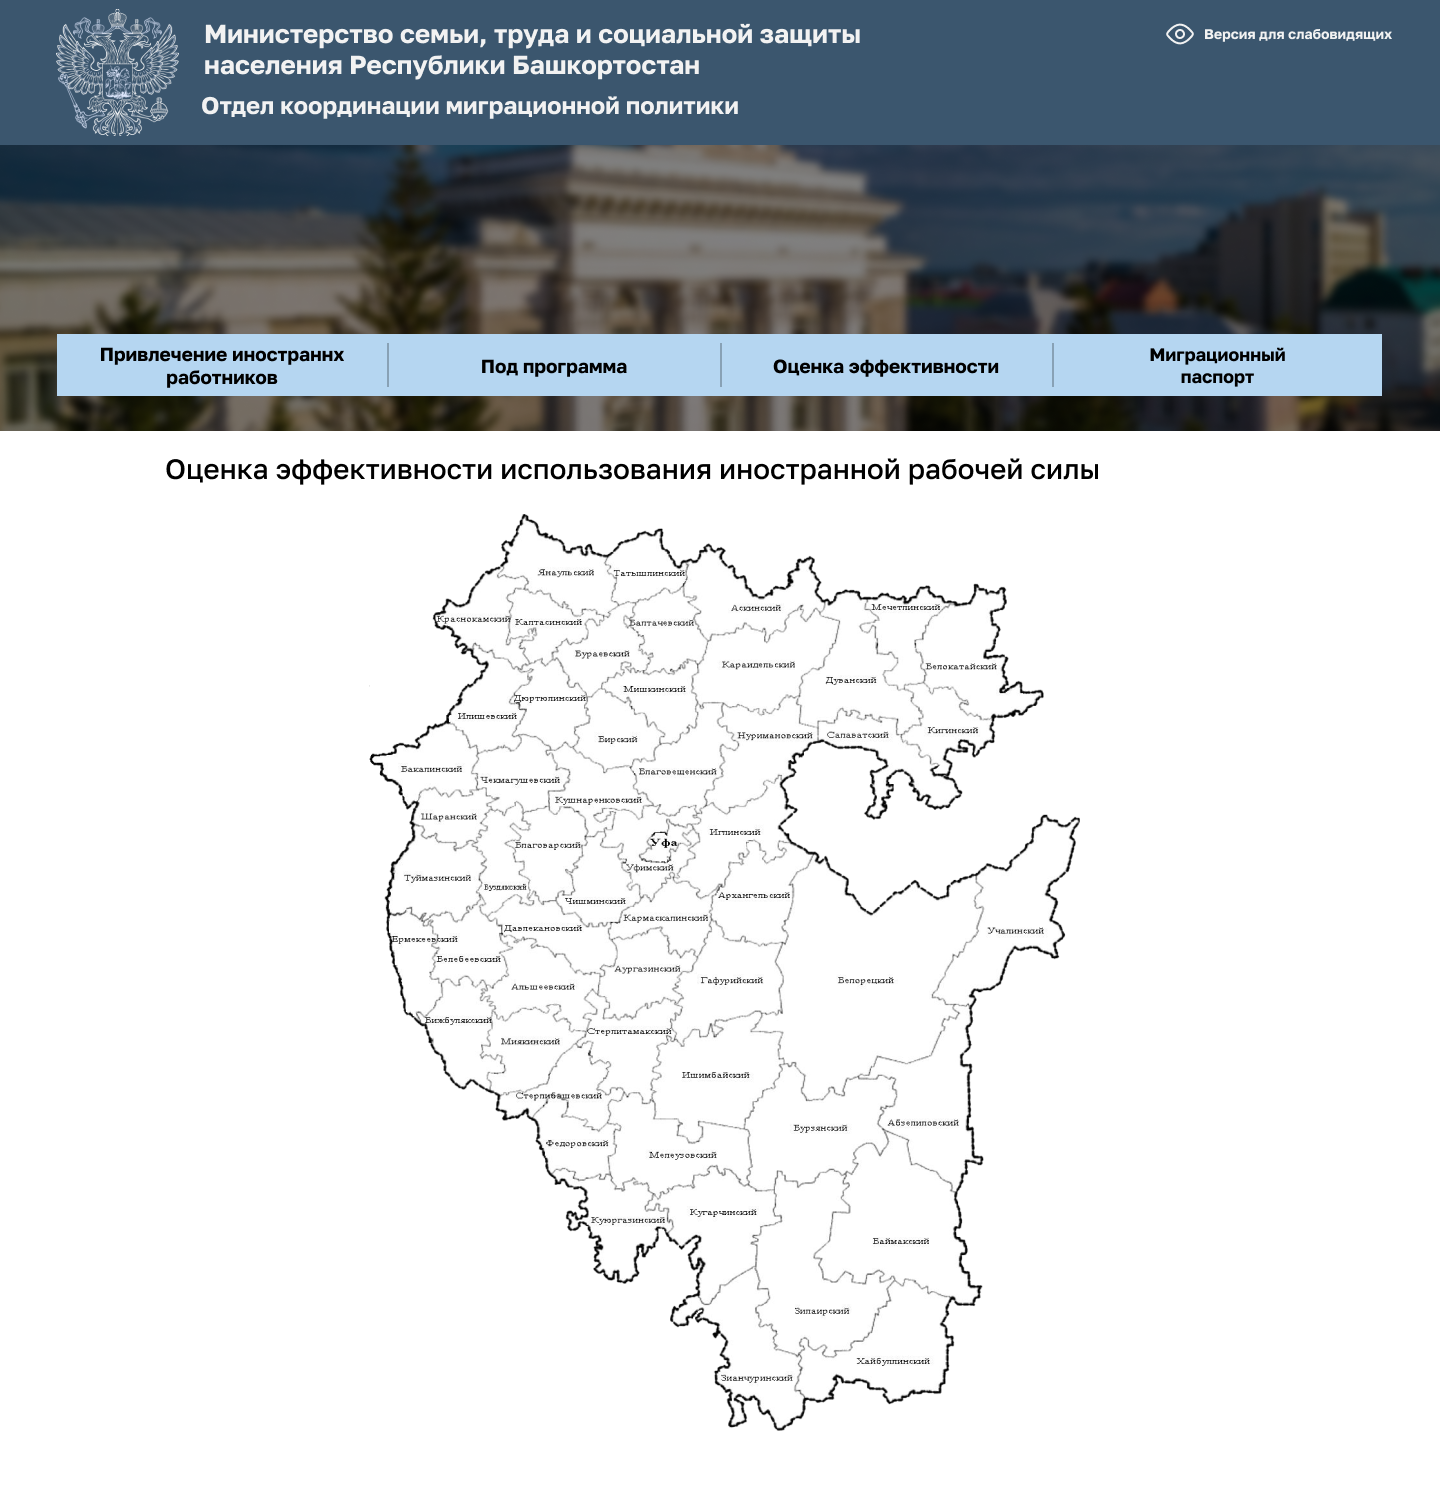 Министерство семьи, труда и социальной защиты
населения Республики Башкортостан
Отдел координации миграционной политики
Версия для слабовидящих
Привлечение иностраннх
работников
Под программа
Оценка эффективности
Миграционный
паспорт
Оценка эффективности использования иностранной рабочей силы
Янаульский
Татышлинский
Аскинский
Мечетлинский
Краснокамский
Калтасинский
Балтачевский
Бураевский
Караидельский
Белокатайский
Дуванский
Мишкинский
Дюртюлинский
Илишевский
Кигинский
Нуримановский
Салаватский
Бирский
Бакалинский
Благовещенский
Чекмагушевский
Кушнаренковский
Шаранский
Иглинский
Уфа
Благоварский
Уфимский
Туймазинский
Буздякский
Архангельский
Чишминский
Кармаскалинский
Давлекановский
Учалинский
Ермекеевский
Белебеевский
Аургазинский
Гафурийский
Белорецкий
Альшеевский
Бижбулякский
Стерлитамакский
Миякинский
Ишимбайский
Стерлибашевский
Абзелиловский
Бурзянский
Федоровский
Мелеузовский
Кугарчинский
Куюргазинский
Баймакский
Зилаирский
Хайбуллинский
Зианчуринский